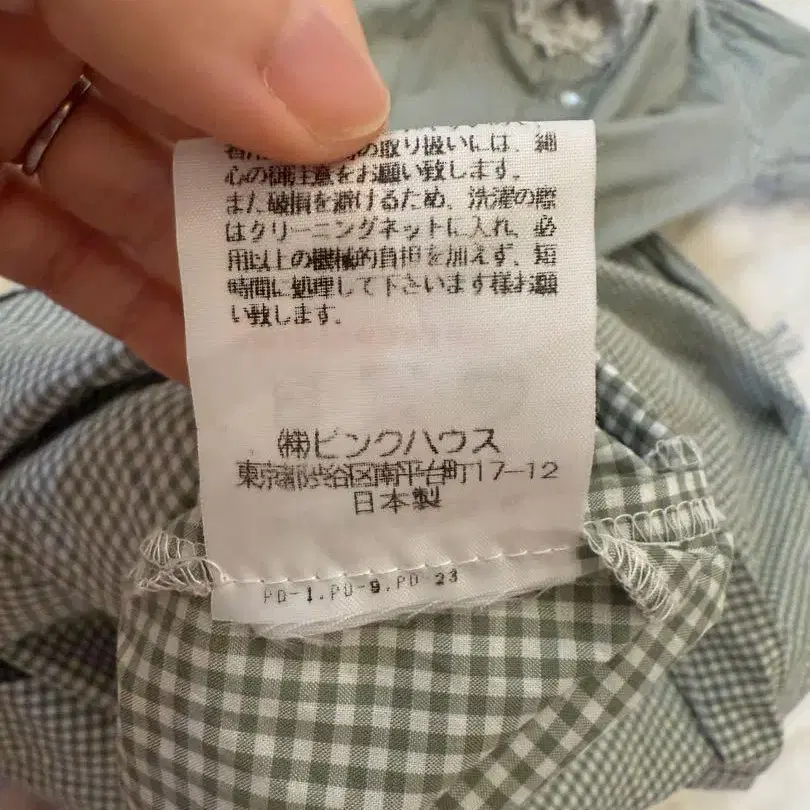 の取り扱いには、細
心の御注意をお願い致します。
また破損を避けるため、洗濯の際
はクリーニングネットに入れ、必
用以上の機械的負担を加えず、短
時間に処理して下さいます様お願
い致します。
㈱ピンクハウス
東京都渋谷区南平台町17-12
日本製
PD-1.PD-9.PD 23